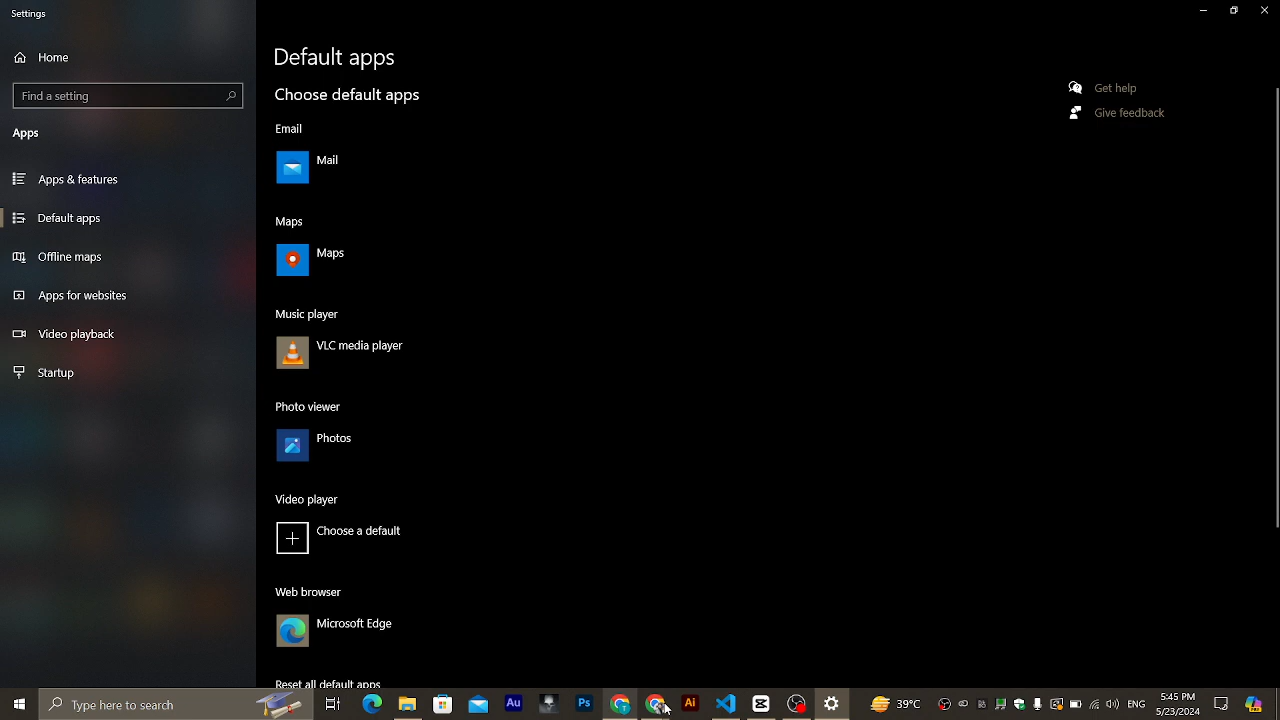 Settings
Home
Find a setting
Apps
Apps & features
Default apps
Offline maps
Apps for websites
Video playback
Startup
Default apps
Choose default apps
Email
Mail
Maps
Maps
Music player
VLC media player
Photo viewer
Photos
Video player
Choose a default
Web browser
Microsoft Edge
Reset all default apps
Get help
Give feedback
Type here to search
Au
Ps
T
Ai
39°C
ENG
5:45 PM
5/23/2024